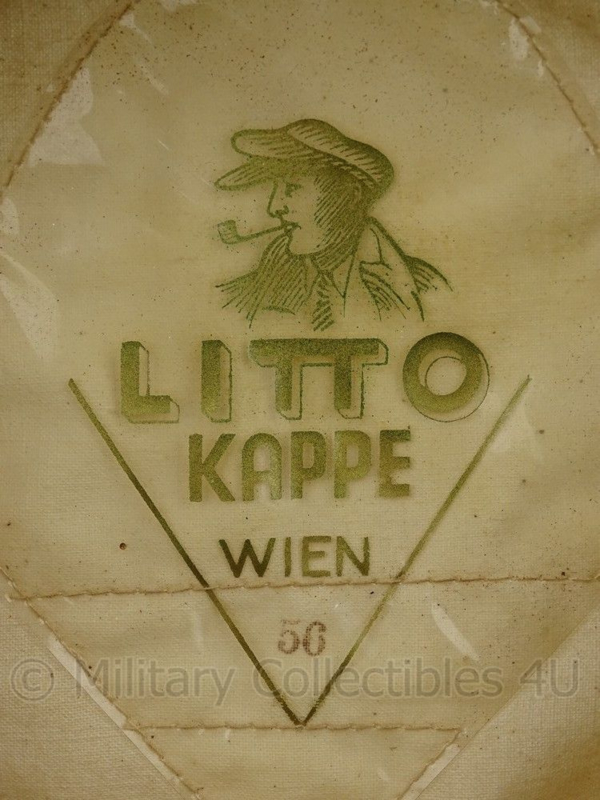 LITTO
KAPPE
WIEN
56
© Military Collectibles 4U